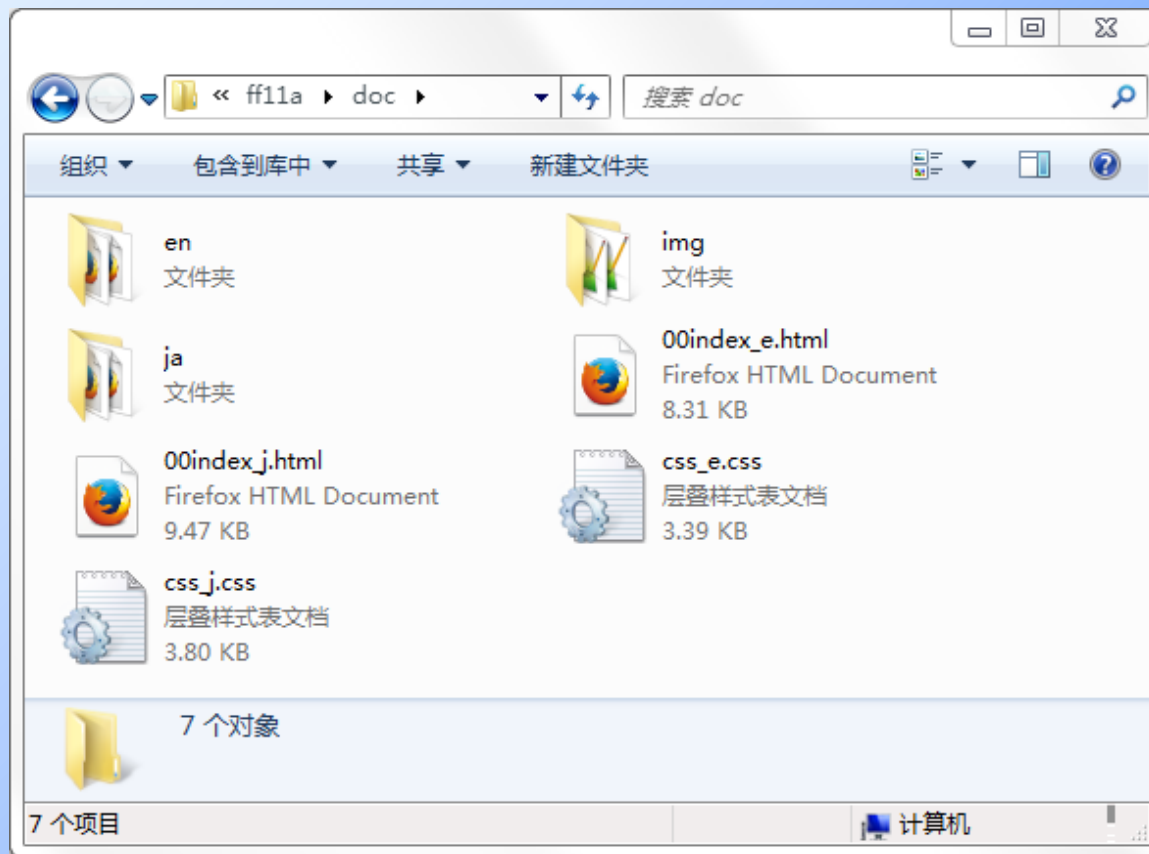 « ff11a doc
搜索 doc
组织 包含到库中 共享 新建文件夹
en
文件夹
img
文件夹
ja
文件夹
00index_e.html
Firefox HTML Document
8.31 KB
00index_j.html
Firefox HTML Document
9.47 KB
css_e.css
层叠样式表文档
3.39 KB
css_j.css
层叠样式表文档
3.80 KB
7 个对象
7 个项目
计算机